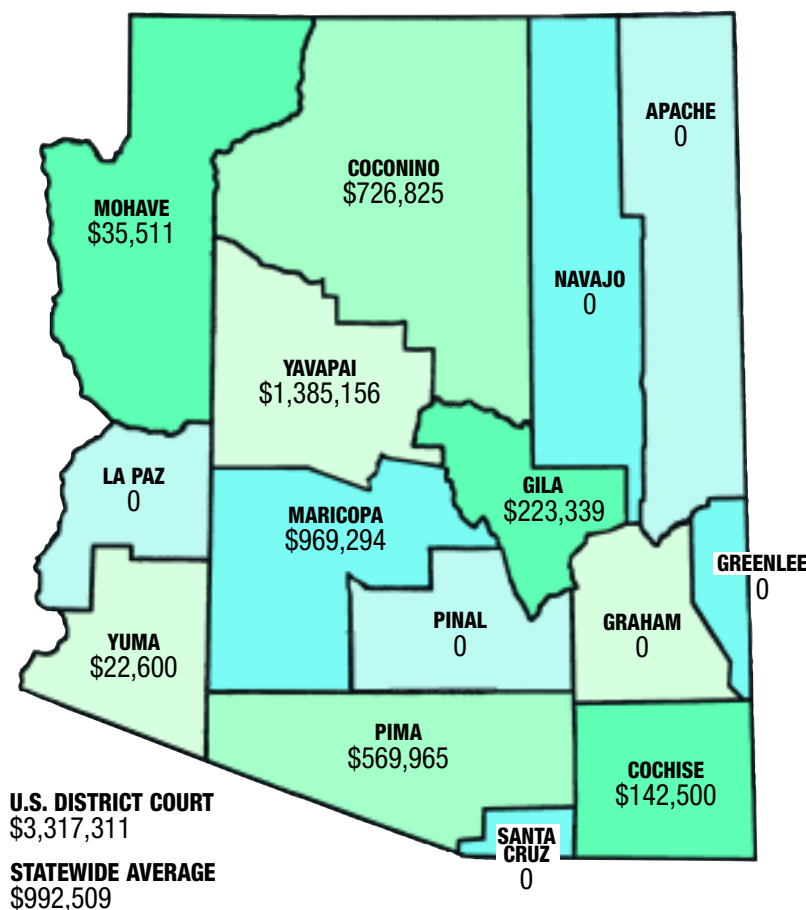 APACHE
0
COCONINO
$726,825
MOHAVE
$35,511
NAVAJO
0
YAVAPAI
$1,385,156
LA PAZ
0
GILA
$223,339
MARICOPA
$969,294
GREENLEE
0
PINAL
0
GRAHAM
0
YUMA
$22,600
PIMA
$569,965
COCHISE
$142,500
U.S. DISTRICT COURT
$3,317,311
SANTA
CRUZ
0
STATEWIDE AVERAGE
$992,509